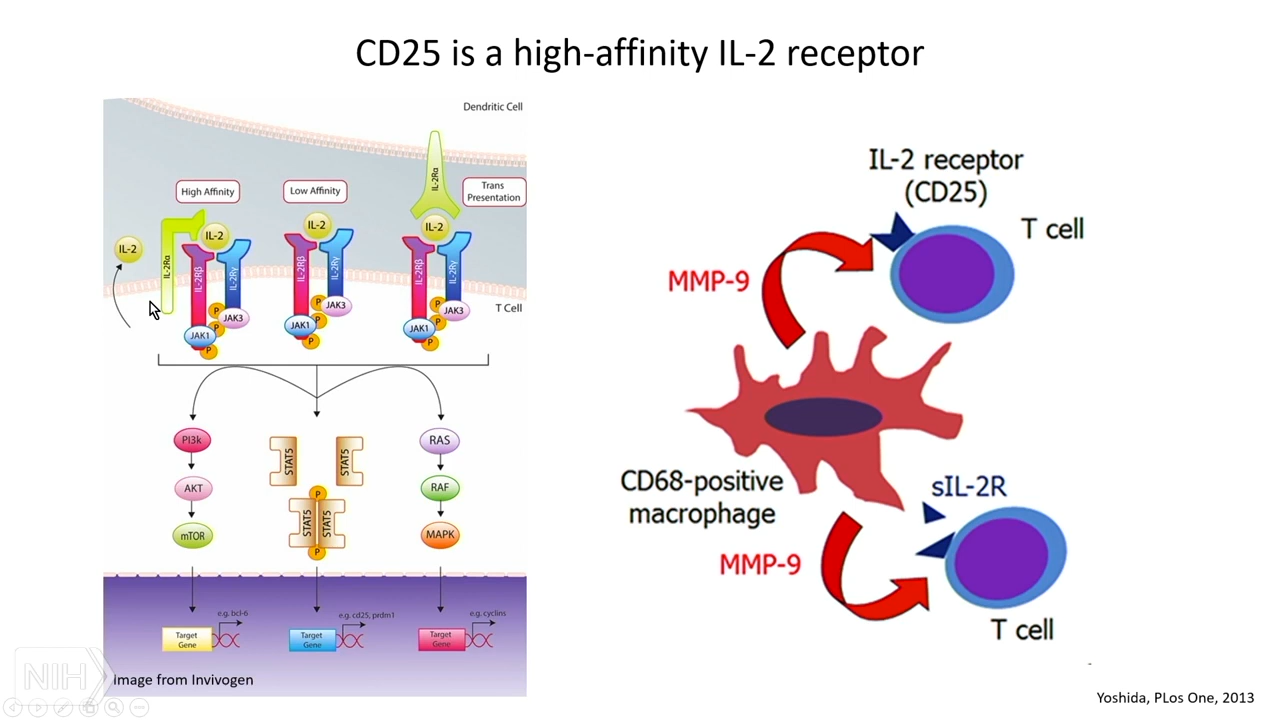 CD25 is a high-affinity IL-2 receptor
Dendritic Cell
High Affinity
Low Affinity
Trans
Presentation
IL-2Rα
IL-2
IL-2
IL-2
IL-2
IL-2Rα
IL-2Rβ
IL-2Rγ
IL-2Rβ
IL-2Rγ
IL-2Rβ
IL-2Rγ
T Cell
P
P
JAK3
JAK1
P
P
P
JAK3
JAK1
P
P
P
JAK3
JAK1
P
PI3k
AKT
mTOR
STAT5
STAT5
P
STAT5
STAT5
P
RAS
RAF
MAPK
e.g. bcl-6
e.g. cd25, prdm1
e.g. cyclins
Target
Gene
Target
Gene
Target
Gene
NIH
Image from Invivogen
IL-2 receptor
(CD25)
T cell
MMP-9
CD68-positive
macrophage
sIL-2R
MMP-9
T cell
Yoshida, PLos One, 2013